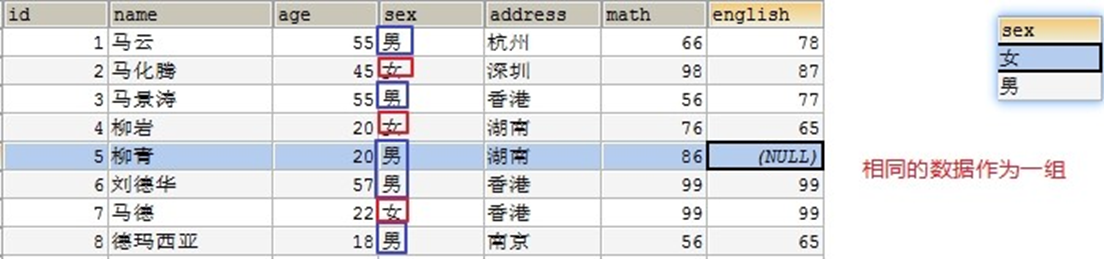 id name age sex address math english
1 马云 55 男 杭州 66 78
2 马化腾 45 女 深圳 98 87
3 马景涛 55 男 香港 56 77
4 柳岩 20 女 湖南 76 65
5 柳青 20 男 湖南 86 (NULL)
6 刘德华 57 男 香港 99 99
7 马德 22 女 香港 99 99
8 德玛西亚 18 男 南京 56 65
sex
女
男
相同的数据作为一组